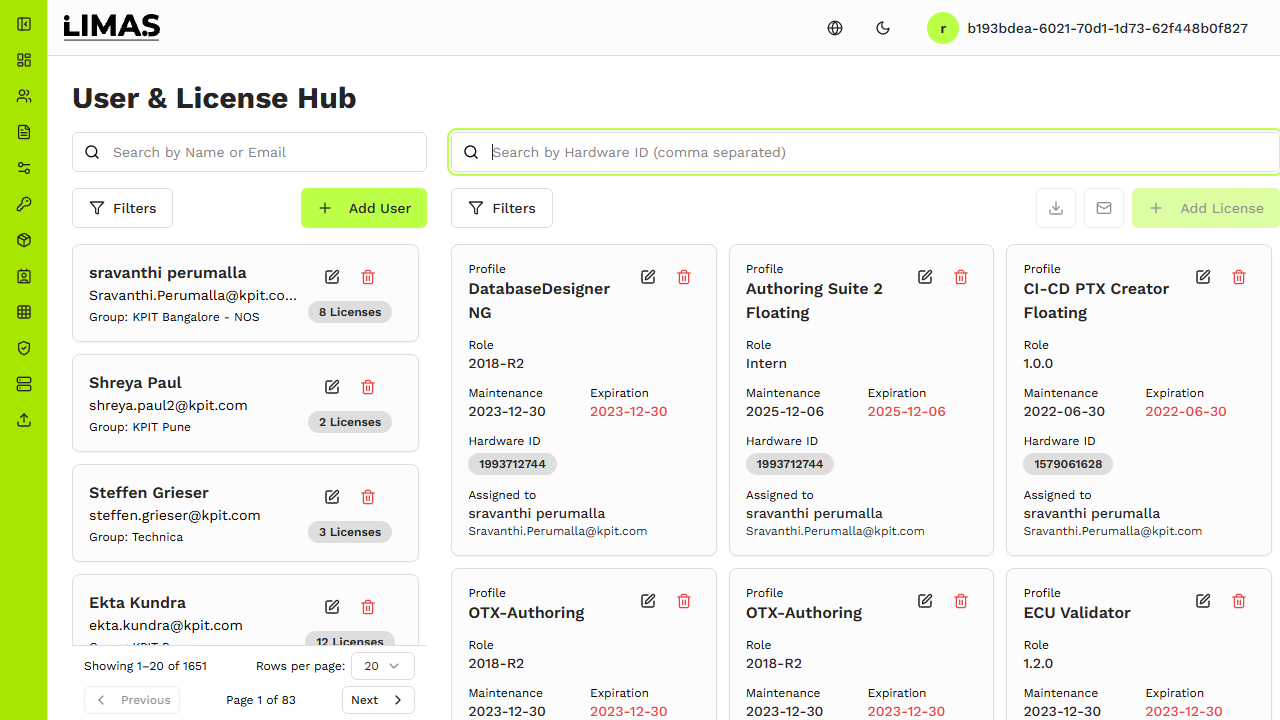 LIMAS
r
b193bdea-6021-70d1-1d73-62f448b0f827
User & License Hub
Search by Name or Email
Search by Hardware ID (comma separated)
Filters
Add User
Filters
Add License
sravanthi perumalla
Sravanthi.Perumalla@kpit.co...
Group: KPIT Bangalore - NOS
8 Licenses
Shreya Paul
shreya.paul2@kpit.com
Group: KPIT Pune
2 Licenses
Steffen Grieser
steffen.grieser@kpit.com
Group: Technica
3 Licenses
Ekta Kundra
ekta.kundra@kpit.com
12 Licenses
Showing 1–20 of 1651
Rows per page:
20
Previous
Page 1 of 83
Next
Profile
DatabaseDesigner
NG
Role
2018-R2
Maintenance
Expiration
2023-12-30
2023-12-30
Hardware ID
1993712744
Assigned to
sravanthi perumalla
Sravanthi.Perumalla@kpit.com
Profile
Authoring Suite 2
Floating
Role
Intern
Maintenance
Expiration
2025-12-06
2025-12-06
Hardware ID
1993712744
Assigned to
sravanthi perumalla
Sravanthi.Perumalla@kpit.com
Profile
CI-CD PTX Creator
Floating
Role
1.0.0
Maintenance
Expiration
2022-06-30
2022-06-30
Hardware ID
1579061628
Assigned to
sravanthi perumalla
Sravanthi.Perumalla@kpit.com
Profile
OTX-Authoring
Role
2018-R2
Maintenance
Expiration
2023-12-30
2023-12-30
Profile
OTX-Authoring
Role
2018-R2
Maintenance
Expiration
2023-12-30
2023-12-30
Profile
ECU Validator
Role
1.2.0
Maintenance
Expiration
2023-12-30
2023-12-30